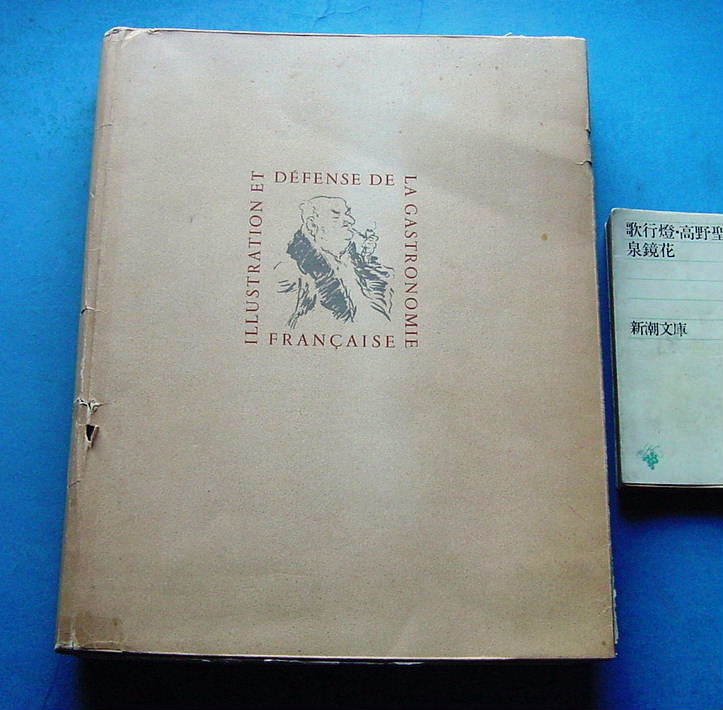 ILLUSTRATION ET
DÉFENSE DE
LA GASTRONOMIE
FRANÇAISE
歌行燈・高野聖
泉鏡花
新潮文庫